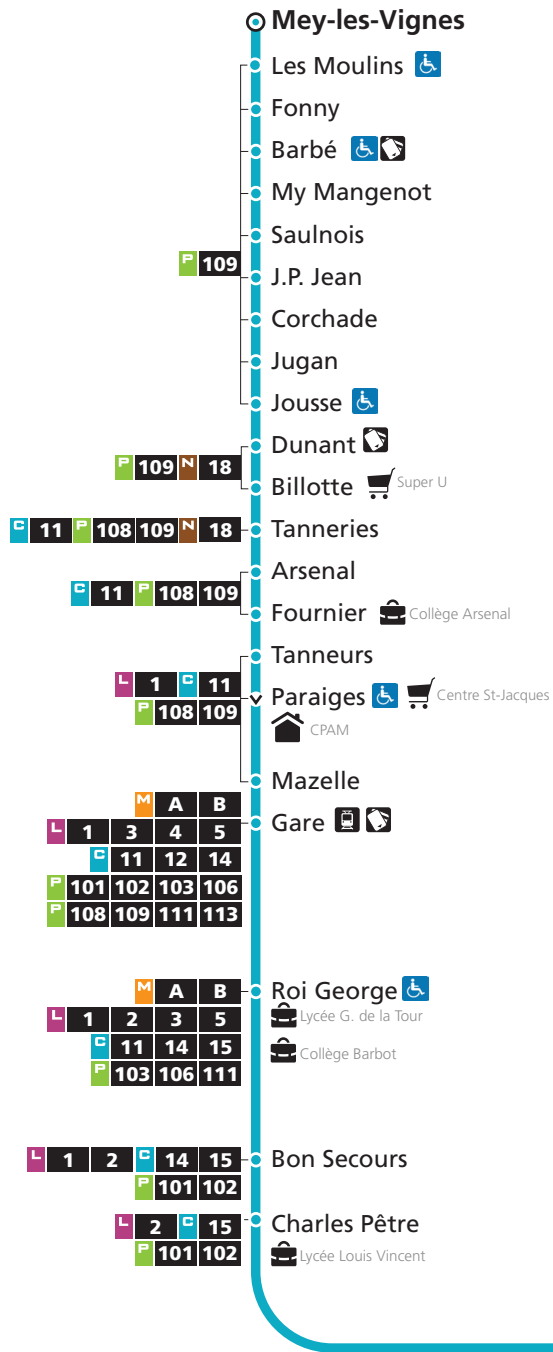 Mey-les-Vignes
Les Moulins
Fonny
Barbé
My Mangenot
Saulnois
P 109
J.P. Jean
Corchade
Jugan
Jousse
Dunant
P 109 N 18
Billotte Super U
C 11 P 108 109 N 18 Tanneries
Arsenal
C 11 P 108 109
Fournier Collège Arsenal
Tanneurs
L 1 C 11
P 108 109
Paraiges Centre St-Jacques
CPAM
Mazelle
M A B
L 1 3 4 5 Gare
C 11 12 14
P 101 102 103 106
P 108 109 111 113
M A B Roi George
L 1 2 3 5 Lycée G. de la Tour
C 11 14 15 Collège Barbot
P 103 106 111
L 1 2 C 14 15 Bon Secours
P 101 102
L 2 C 15 Charles Pêtre
P 101 102 Lycée Louis Vincent